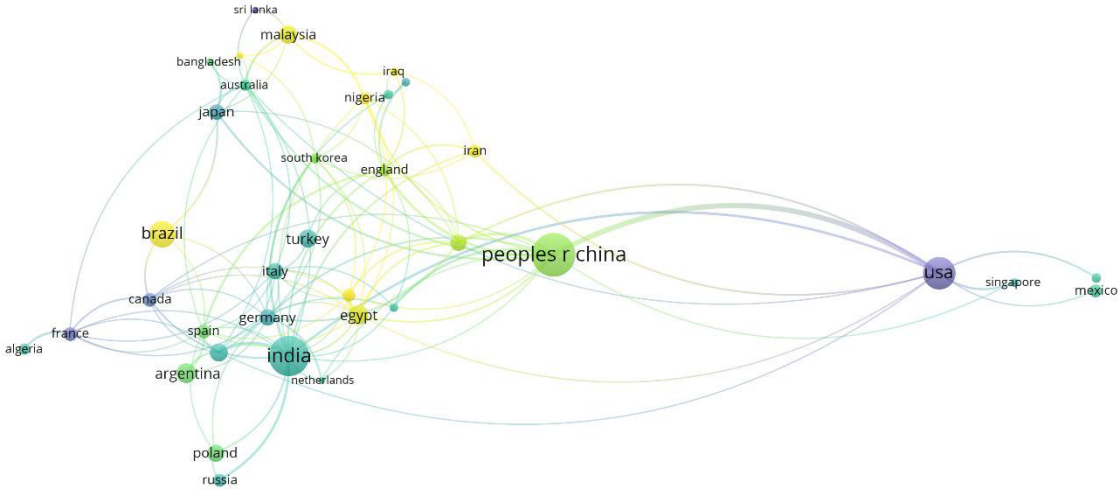 sri lanka
malaysia
bangladesh
iraq
australia
nigeria
japan
south korea
iran
england
brazil
turkey
peoples r china
italy
usa
singapore
mexico
canada
germany
egypt
spain
france
algeria
india
argentina
netherlands
poland
russia